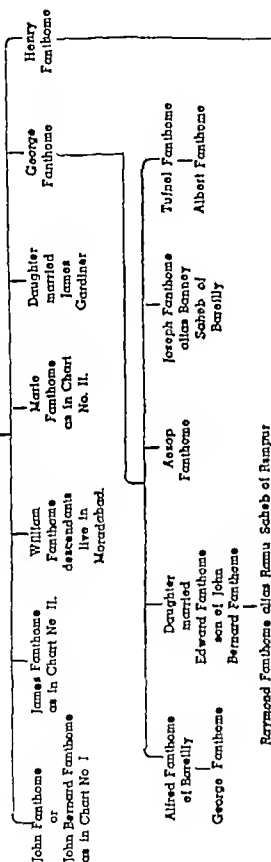 John Fanthome
or
John Bernard Fanthome
as in Chart No I
James Fanthome
as in Chart No II.
William
Fanthome
descendants
live in
Moradabad.
Marie
Fanthome
as in Chart
No. II.
Daughter
married
James
Gardiner
George
Fanthome
Henry
Fanthome
Alfred Fanthome
of Bareilly
George Fanthome
Daughter
married
Edward Fanthome
son of John
Bernard Fanthome
Raymond Fanthome alias Ramu Saheb of Rampur
Aesop
Fanthome
Joseph Fanthome
alias Banney
Saheb of
Bareilly
Tufnel Fanthome
Albert Fanthome